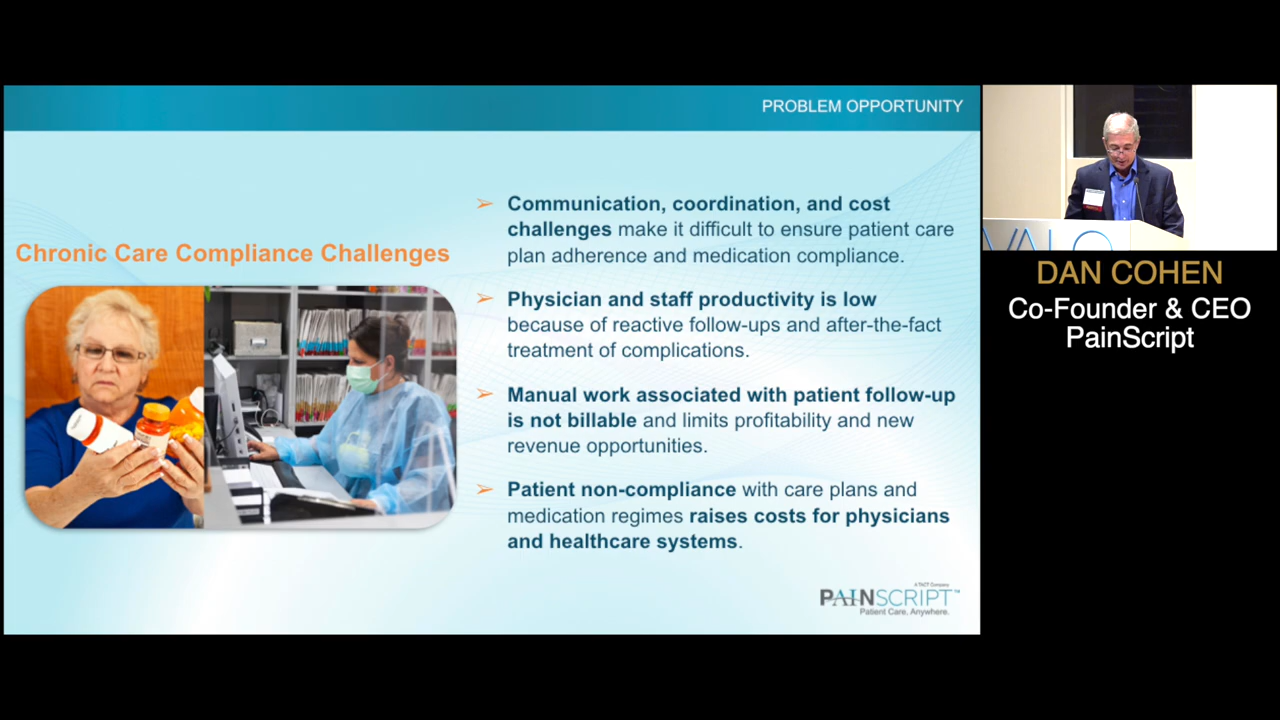 PROBLEM OPPORTUNITY
Chronic Care Compliance Challenges
➢ Communication, coordination, and cost
challenges make it difficult to ensure patient care
plan adherence and medication compliance.
➢ Physician and staff productivity is low
because of reactive follow-ups and after-the-fact
treatment of complications.
➢ Manual work associated with patient follow-up
is not billable and limits profitability and new
revenue opportunities.
➢ Patient non-compliance with care plans and
medication regimes raises costs for physicians
and healthcare systems.
A TACT Company
PAINSCRIPT™
Patient Care, Anywhere.
DAN COHEN
Co-Founder & CEO
PainScript